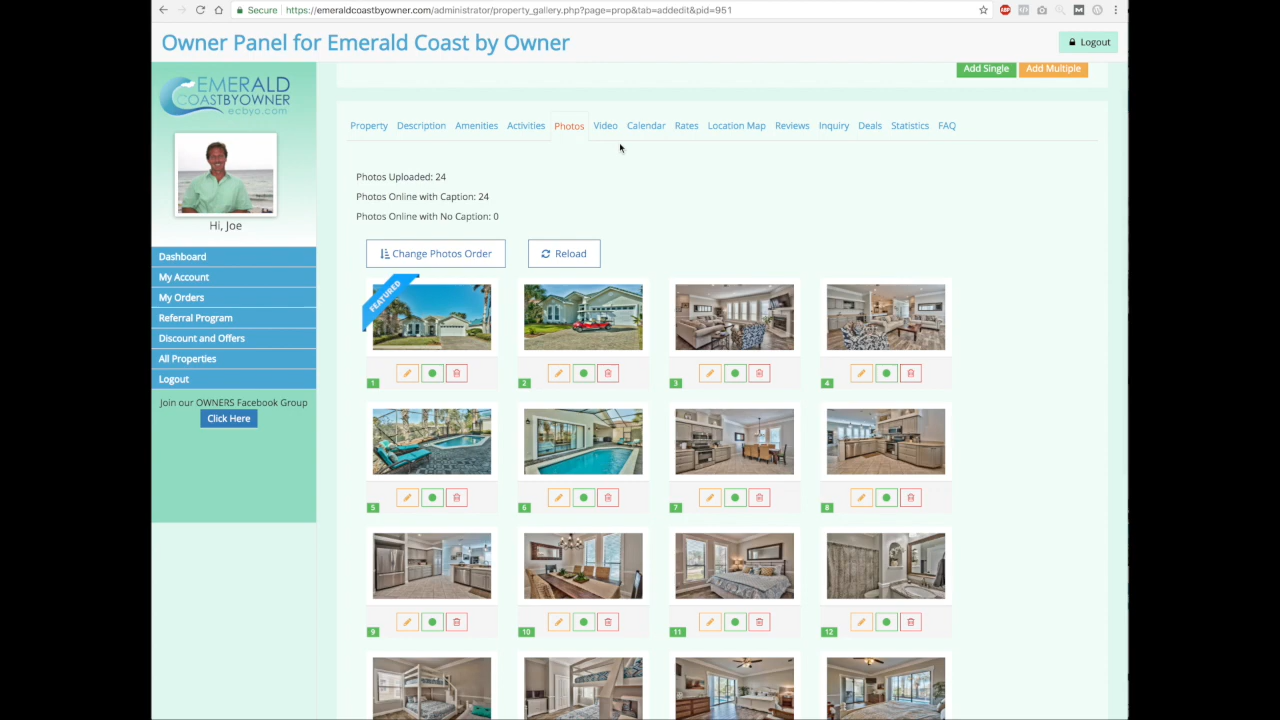 Secure https://emeraldcoastbyowner.com/administrator/property_gallery.php?page=prop&tab=addedit&pid=951
ABP
M
Owner Panel for Emerald Coast by Owner
Logout
EMERALD
COASTBYOWNER
ecbyo.com
Hi, Joe
Dashboard
My Account
My Orders
Referral Program
Discount and Offers
All Properties
Logout
Join our OWNERS Facebook Group
Click Here
Add Single Add Multiple
Property Description Amenities Activities Photos Video Calendar Rates Location Map Reviews Inquiry Deals Statistics FAQ
Photos Uploaded: 24
Photos Online with Caption: 24
Photos Online with No Caption: 0
Change Photos Order Reload
FEATURED
1 2 3 4
5 6 7 8
9 10 11 12